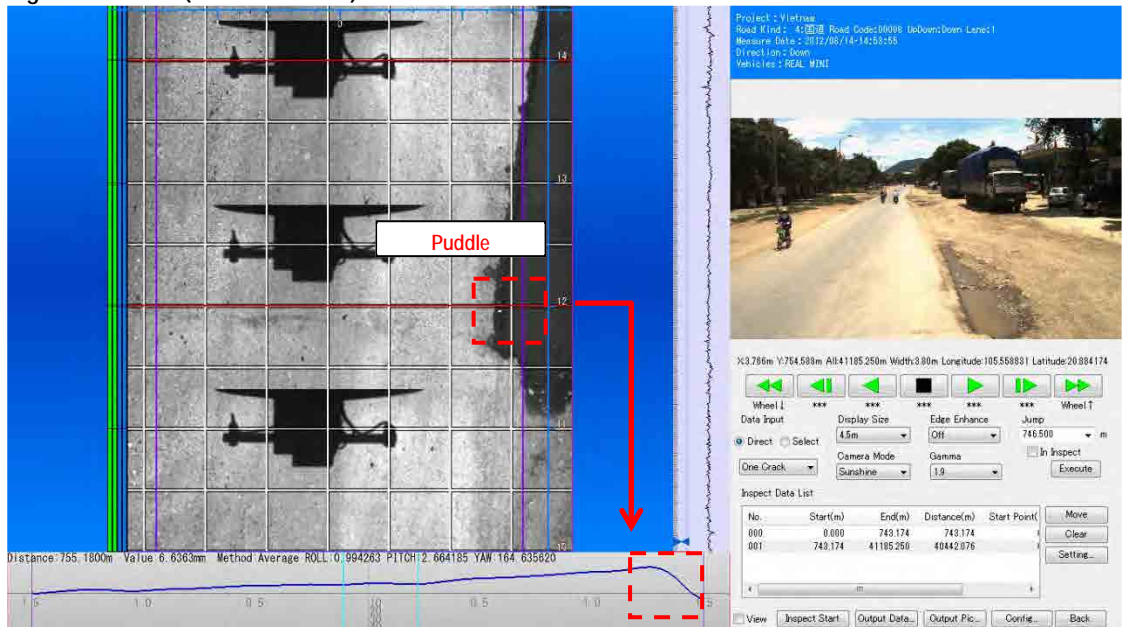 Project : Vietnam
Road Kind : 4:国道 Road Code:00006 UpDown:Down Lane:1
Measure Date : 2012/08/14-14:53:55
Direction : Down
Vehicles : REAL MINI
0
14
13
12
Puddle
X:3.766m Y:754.588m All:41185.250m Width:3.80m Longitude:105.558831 Latitude:20.884174
Wheel↓ *** *** *** *** *** Wheel↑
Data Input Display Size Edge Enhance Jump
Direct Select 4.5m Off 746.500 m
In Inspect
Camera Mode Gamma
One Crack Sunshine 1.9 Execute
Inspect Data List
No. Start(m) End(m) Distance(m) Start Point( Move
000 0.000 743.174 743.174 Clear
001 743.174 41185.250 40442.076 Setting...
Distance:755.1800m Value 6.6363mm Method Average ROLL:0.994263 PITCH:2.664185 YAW:164.635620
1.0 0.5 0.5 1.0
View Inspect Start Output Data... Output Pic... Config... Back